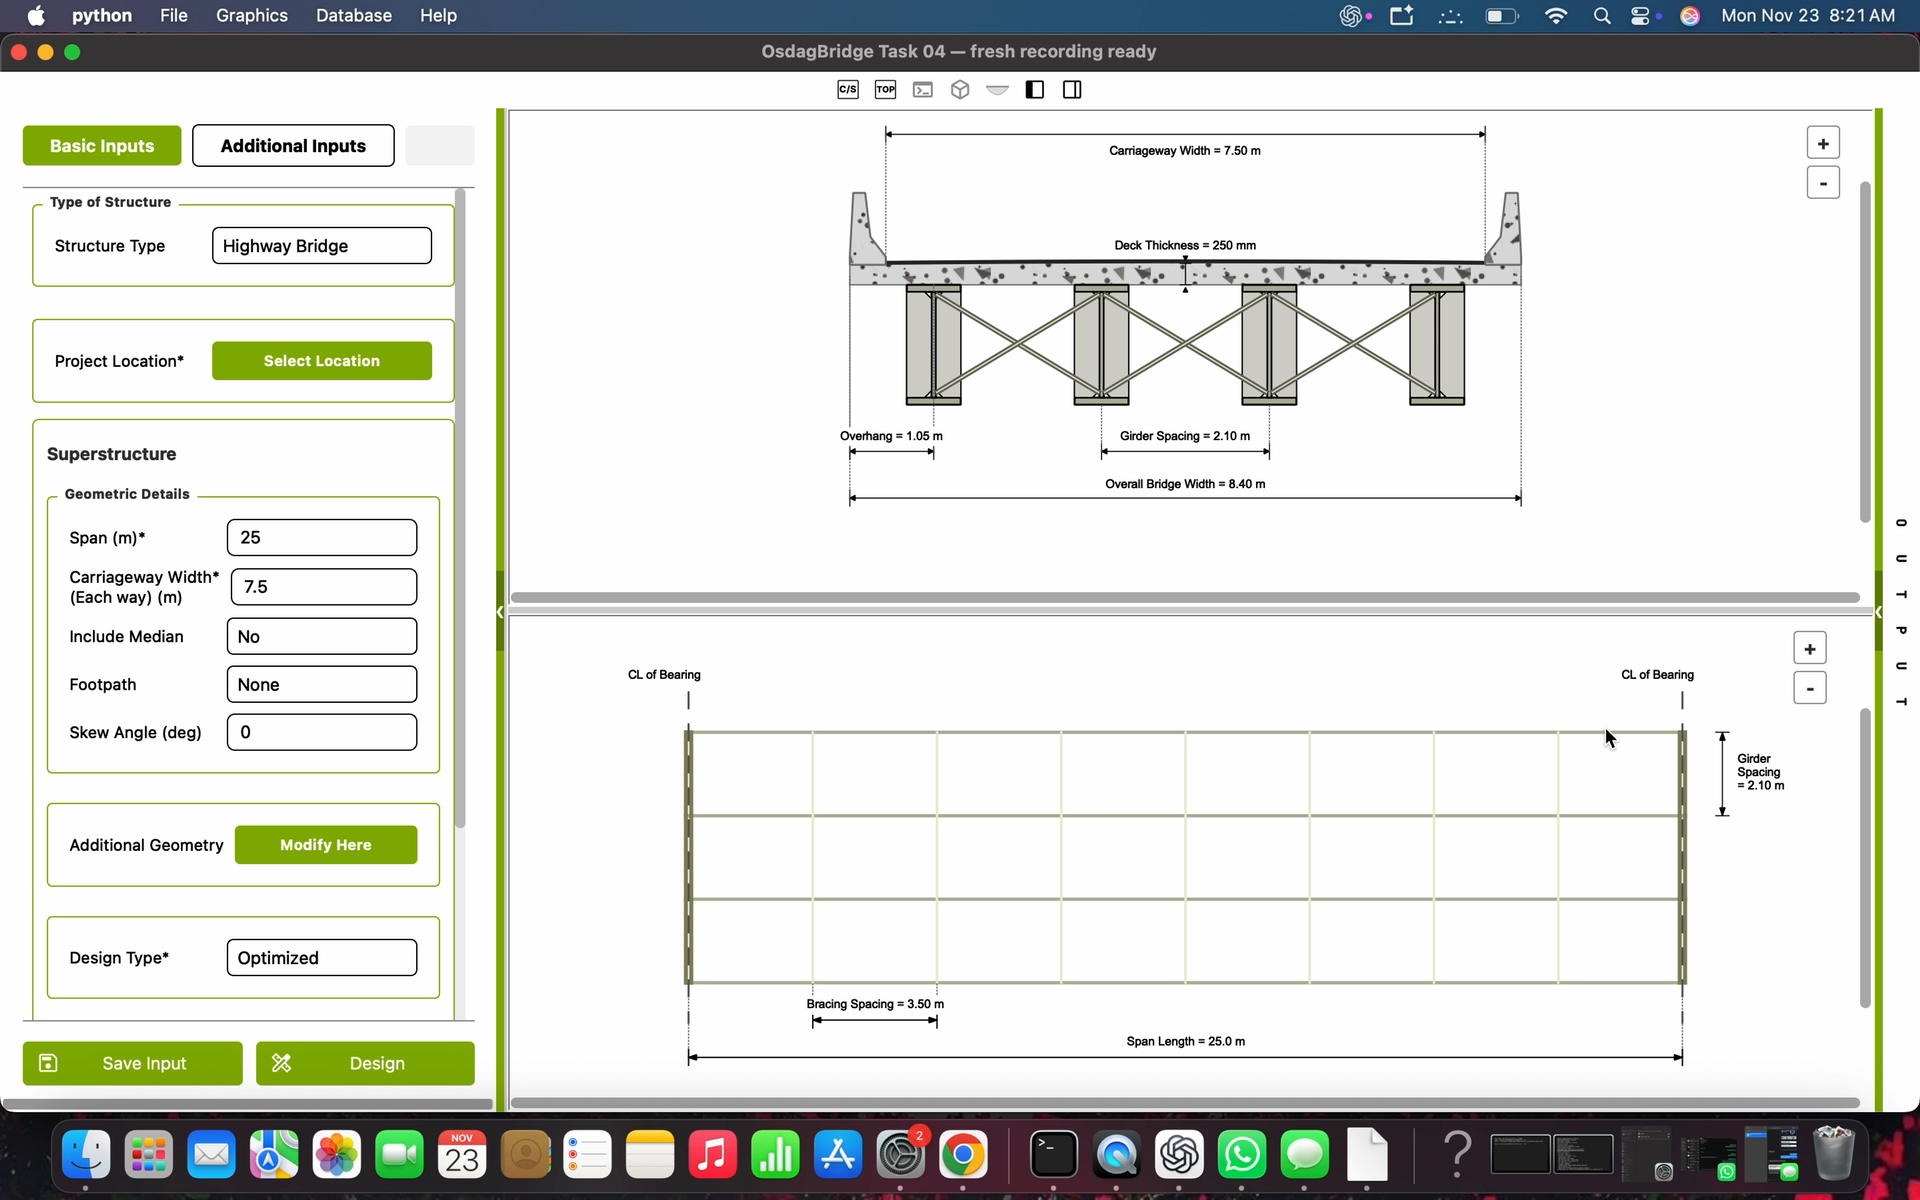 python File Graphics Database Help
Mon Nov 23 8:21 AM
OsdagBridge Task 04 — fresh recording ready
C/S TOP
Basic Inputs
Additional Inputs
Type of Structure
Structure Type
Highway Bridge
Project Location*
Select Location
Superstructure
Geometric Details
Span (m)*
25
Carriageway Width*
(Each way) (m)
7.5
Include Median
No
Footpath
None
Skew Angle (deg)
0
Additional Geometry
Modify Here
Design Type*
Optimized
Save Input
Design
Carriageway Width = 7.50 m
Deck Thickness = 250 mm
Overhang = 1.05 m
Girder Spacing = 2.10 m
Overall Bridge Width = 8.40 m
+
-
CL of Bearing
CL of Bearing
+
-
Girder
Spacing
= 2.10 m
Bracing Spacing = 3.50 m
Span Length = 25.0 m
O
U
T
P
U
T
NOV
23
2